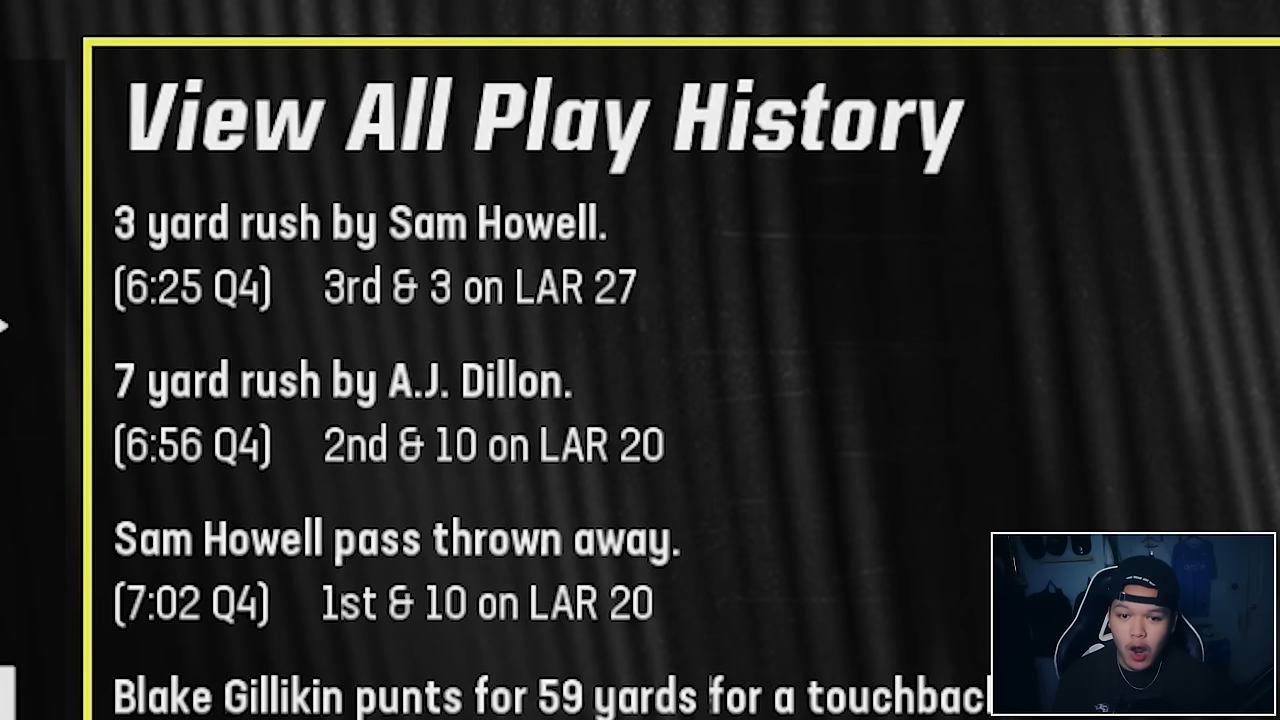 View All Play History
3 yard rush by Sam Howell.
(6:25 Q4) 3rd & 3 on LAR 27
7 yard rush by A.J. Dillon.
(6:56 Q4) 2nd & 10 on LAR 20
Sam Howell pass thrown away.
(7:02 Q4) 1st & 10 on LAR 20
Blake Gillikin punts for 59 yards for a touchback